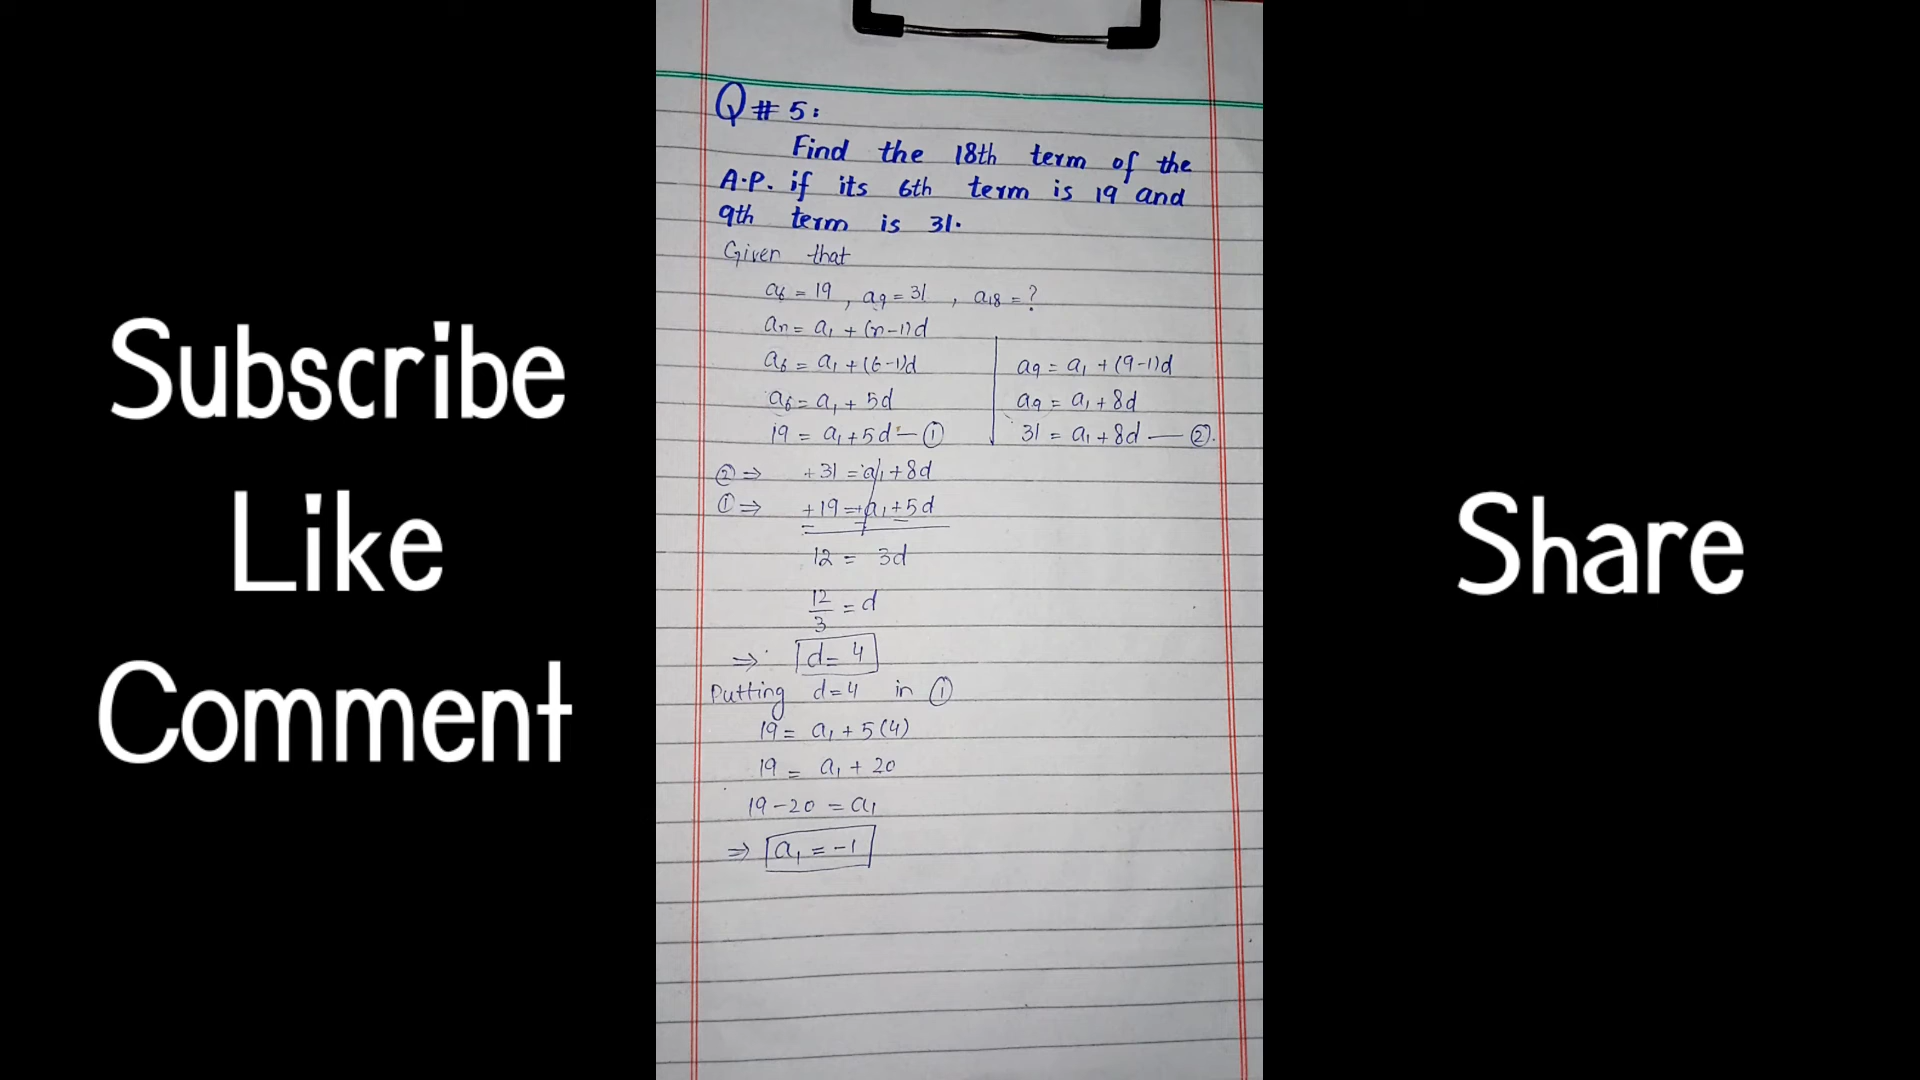 Subscribe
Like
Comment
Q # 5:
Find the 18th term of the
A.P. if its 6th term is 19 and
9th term is 31.
Given that
a6 = 19 , a9 = 31 , a18 = ?
an = a1 + (n-1)d
a6 = a1 + (6-1)d
a6 = a1 + 5d
19 = a1 + 5d — ①
a9 = a1 + (9-1)d
a9 = a1 + 8d
31 = a1 + 8d — ②.
② ⇒ +31 = a1 + 8d
① ⇒ +19 = +a1 + 5d
12 = 3d
12/3 = d
⇒ d = 4
Putting d=4 in ①
19 = a1 + 5(4)
19 = a1 + 20
19 - 20 = a1
⇒ a1 = -1
Share